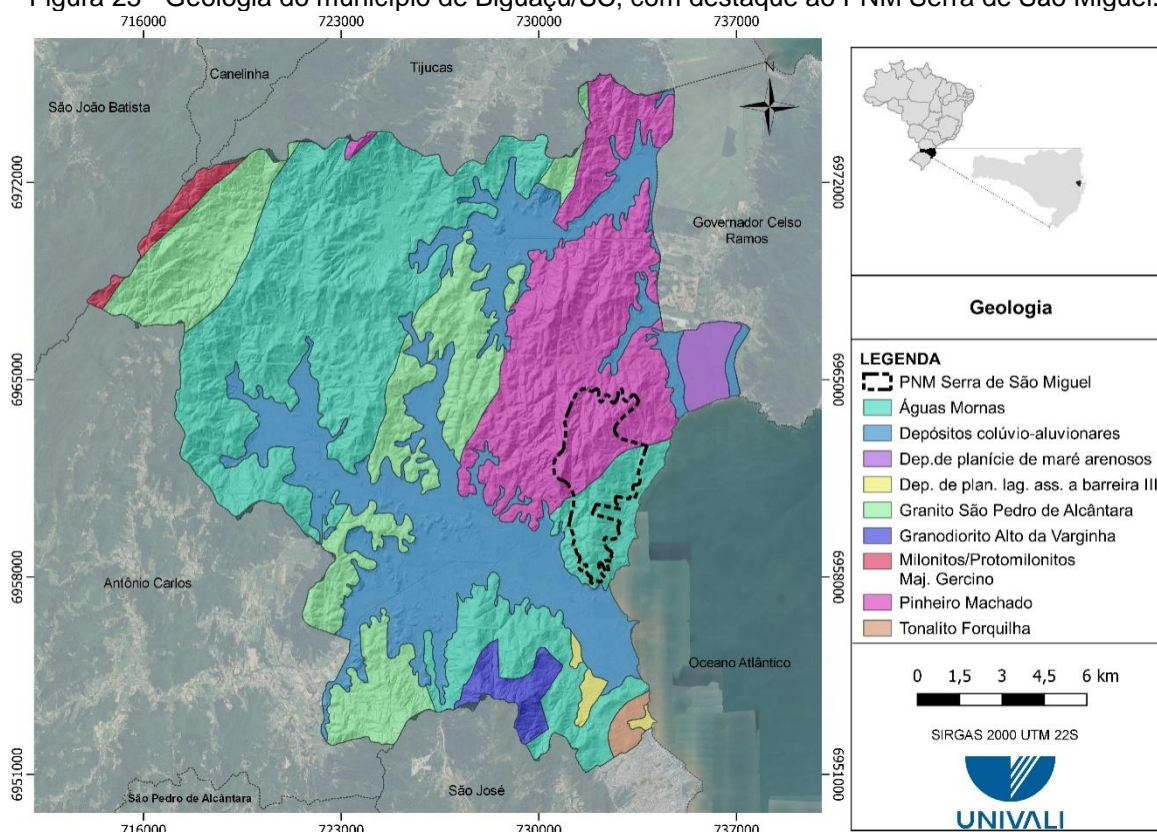 Figura 25 - Geologia do município de Biguaçu/SC, com destaque ao PNM Serra de São Miguel.
716000 723000 730000 737000
Canelinha
Tijucas
São João Batista
N
6972000
6972000
Governador Celso
Ramos
6965000
6965000
Antônio Carlos
6958000
6958000
Oceano Atlântico
6951000
6951000
São Pedro de Alcântara
São José
716000 723000 730000 737000
Geologia
LEGENDA
PNM Serra de São Miguel
Águas Mornas
Depósitos colúvio-aluvionares
Dep.de planície de maré arenosos
Dep. de plan. lag. ass. a barreira III
Granito São Pedro de Alcântara
Granodiorito Alto da Varginha
Milonitos/Protomilonitos
Maj. Gercino
Pinheiro Machado
Tonalito Forquilha
0 1,5 3 4,5 6 km
SIRGAS 2000 UTM 22S
UNIVALI